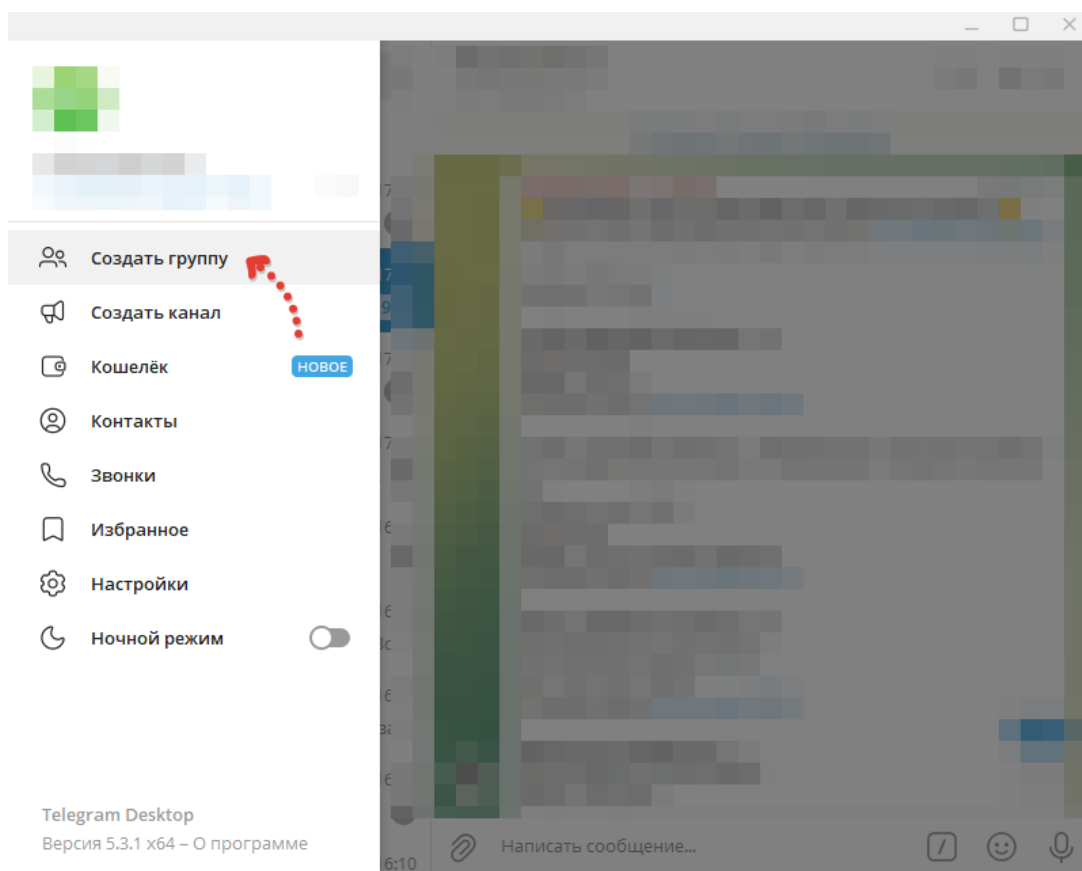 Создать группу
Создать канал
Кошелёк
НОВОЕ
Контакты
Звонки
Избранное
Настройки
Ночной режим
Telegram Desktop
Версия 5.3.1 x64 – О программе
Написать сообщение...
6:10